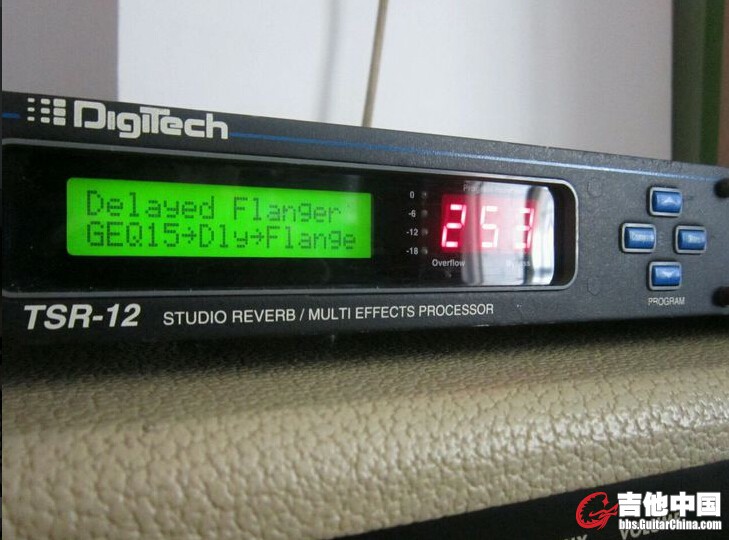 DigiTech
Delayed Flanger
GEQ15→Dly→Flange
0
-6
-12
-18
Overflow
253
PROGRAM
TSR-12 STUDIO REVERB / MULTI EFFECTS PROCESSOR
吉他中国
bbs.GuitarChina.com